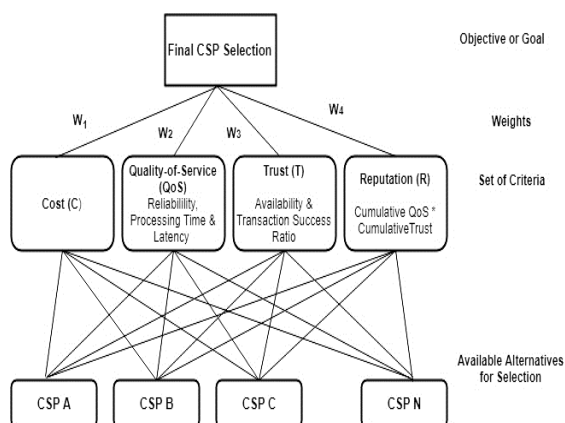 Final CSP Selection
Objective or Goal
W1
W2
W3
W4
Weights
Cost (C)
Quality-of-Service
(QoS)
Reliablility,
Processing Time &
Latency
Trust (T)
Availability &
Transaction Success
Ratio
Reputation (R)
Cumulative QoS *
CumulativeTrust
Set of Criteria
Available Alternatives
for Selection
CSP A
CSP B
CSP C
CSP N